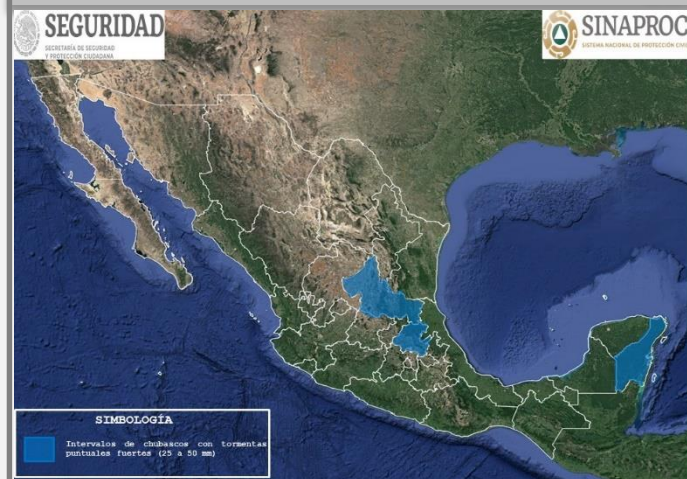 SEGURIDAD
SECRETARÍA DE SEGURIDAD
Y PROTECCIÓN CIUDADANA
SINAPROC
SISTEMA NACIONAL DE PROTECCIÓN CIVIL
SIMBOLOGÍA
Intervalos de chubascos con tormentas
puntuales fuertes (25 a 50 mm)